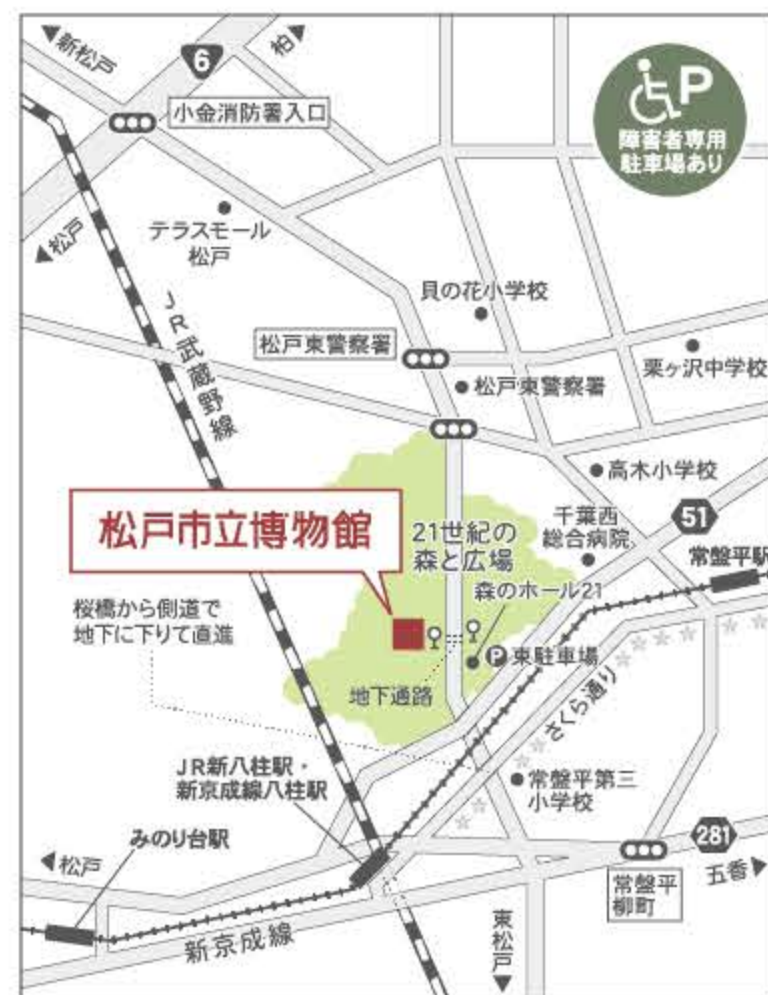 新松戸
6
柏
小金消防署入口
P
障害者専用
駐車場あり
松戸
テラスモール
松戸
JR武蔵野線
貝の花小学校
松戸東警察署
栗ヶ沢中学校
松戸東警察署
高木小学校
51
千葉西
総合病院
常盤平駅
松戸市立博物館
21世紀の
森と広場
森のホール21
桜橋から側道で
地下に下りて直進
P東駐車場
地下通路
さくら通り
JR新八柱駅・
新京成線八柱駅
常盤平第三
小学校
みのり台駅
松戸
281
五香
常盤平
柳町
新京成線
東松戸